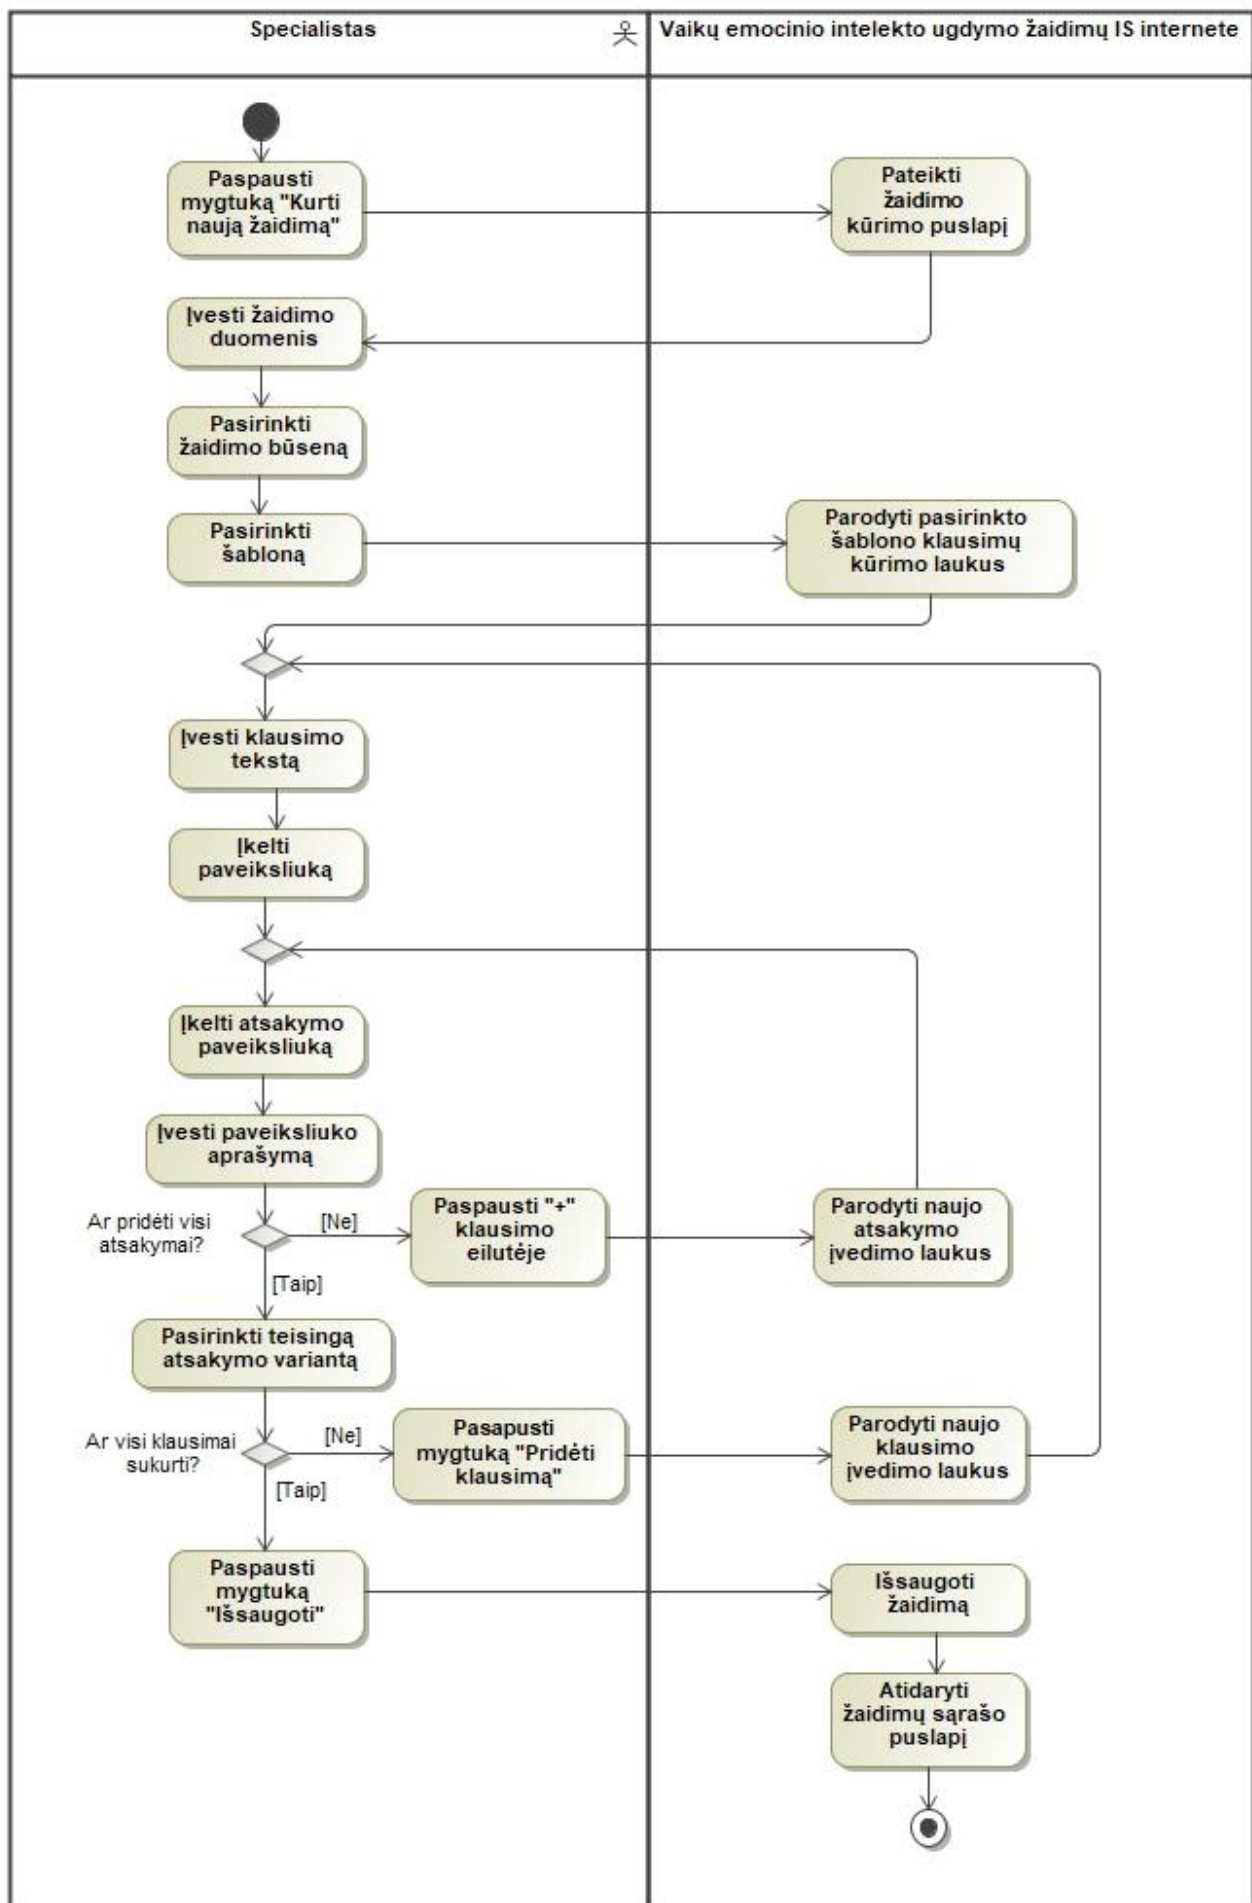 Specialistas
Vaikų emocinio intelekto ugdymo žaidimų IS internete
Paspausti
mygtuką "Kurti
naują žaidimą"
Pateikti
žaidimo
kūrimo puslapį
Įvesti žaidimo
duomenis
Pasirinkti
žaidimo būseną
Pasirinkti
šabloną
Parodyti pasirinkto
šablono klausimų
kūrimo laukus
Įvesti klausimo
tekstą
Įkelti
paveiksliuką
Įkelti atsakymo
paveiksliuką
Įvesti paveiksliuko
aprašymą
Ar pridėti visi
atsakymai?
[Ne]
Paspausti "+"
klausimo
eilutėje
Parodyti naujo
atsakymo
įvedimo laukus
[Taip]
Pasirinkti teisingą
atsakymo variantą
Ar visi klausimai
sukurti?
[Ne]
Pasapusti
mygtuką "Pridėti
klausimą"
Parodyti naujo
klausimo
įvedimo laukus
[Taip]
Paspausti
mygtuką
"Išsaugoti"
Išsaugoti
žaidimą
Atidaryti
žaidimų sąrašo
puslapį